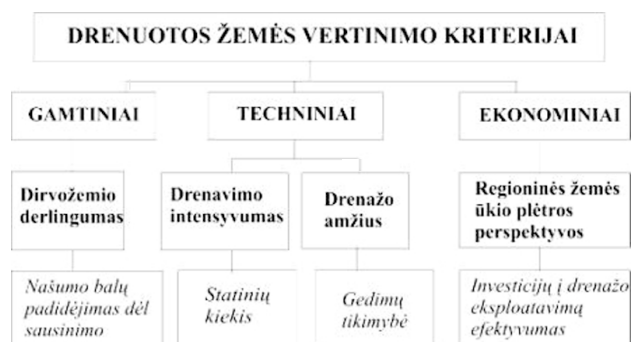 DRENUOTOS ŽEMĖS VERTINIMO KRITERIJAI
GAMTINIAI
TECHNINIAI
EKONOMINIAI
Dirvožemio
derlingumas
Drenavimo
intensyvumas
Drenažo
amžius
Regioninės žemės
ūkio plėtros
perspektyvos
Našumo balų
padidėjimas dėl
sausinimo
Statinių
kiekis
Gedimų
tikimybė
Investicijų į drenažo
eksploatavimą
efektyvumas